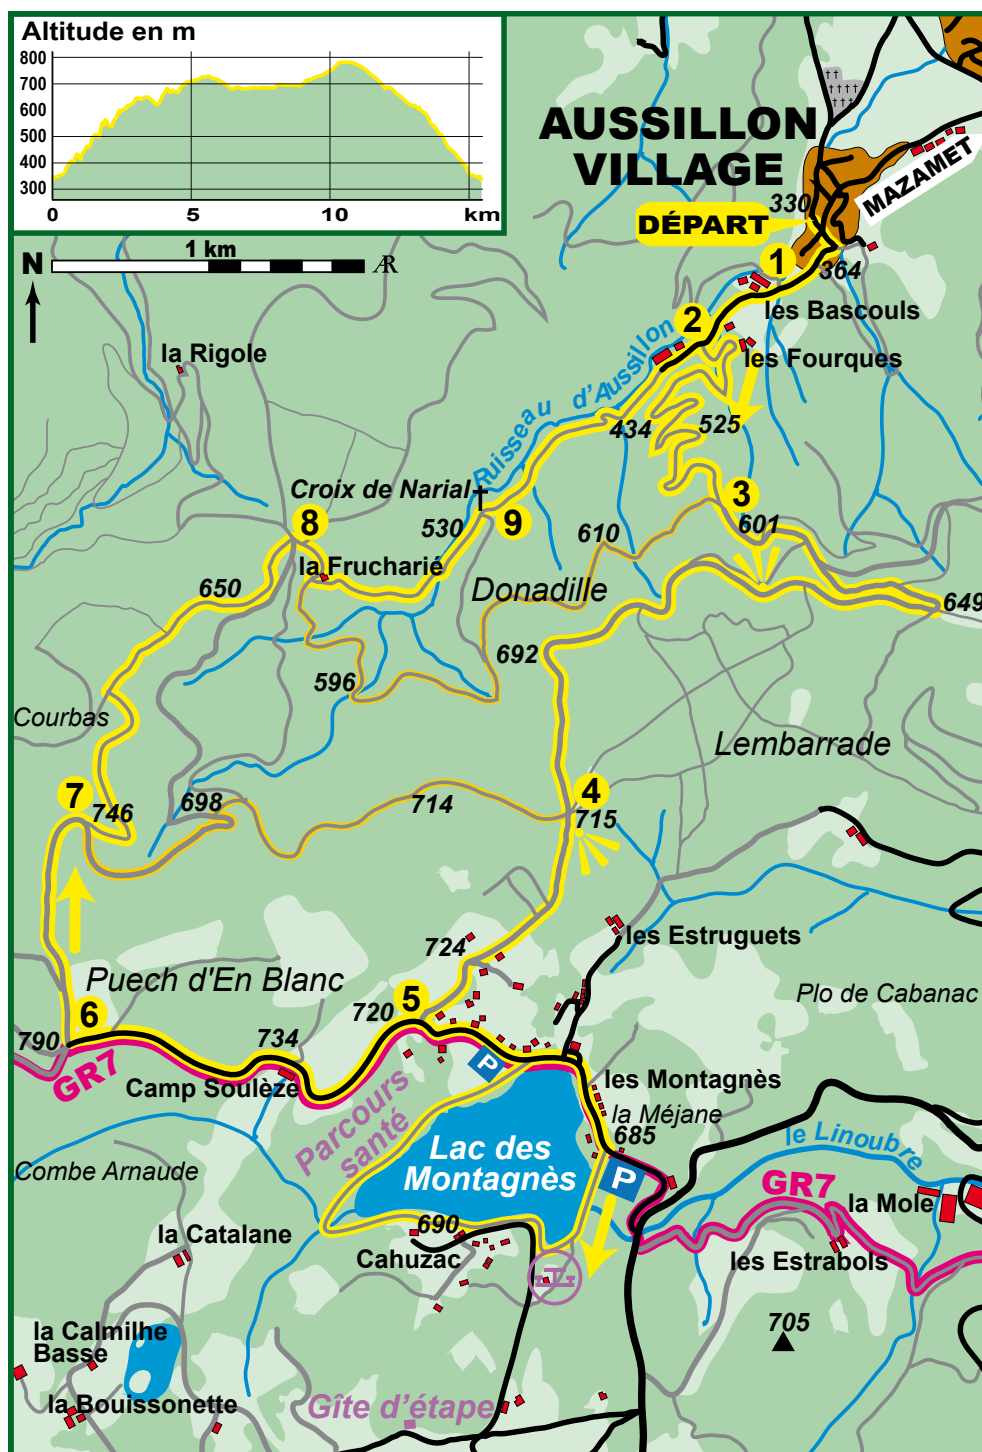 Altitude en m
800
700
600
500
400
300
0
5
10
km
1 km
N
AR
AUSSILLON
VILLAGE
MAZAMET
330
DÉPART
1
364
les Bascouls
2
les Fourques
la Rigole
Ruisseau d'Aussillon
434
525
Croix de Narial
3
8
9
530
601
610
la Frucharié
650
Donadille
649
692
596
Courbas
Lembarrade
7
746
698
714
4
715
724
les Estruguets
Puech d'En Blanc
5
720
Plo de Cabanac
6
790
734
GR7
Camp Soulèze
P
les Montagnès
la Méjane
Parcours
santé
685
le Linoubre
Lac des
Montagnès
P
GR7
Combe Arnaude
la Mole
690
la Catalane
Cahuzac
les Estrabols
la Calmilhe
Basse
705
la Bouissonette
Gîte d'étape